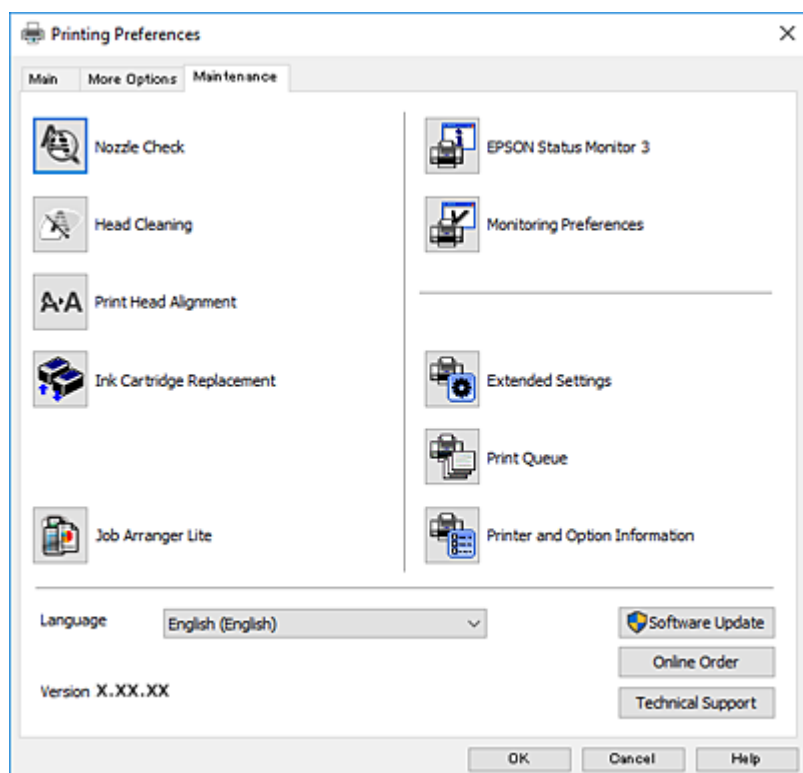 Printing Preferences
Main More Options Maintenance
Nozzle Check
Head Cleaning
A·A Print Head Alignment
Ink Cartridge Replacement
Job Arranger Lite
EPSON Status Monitor 3
Monitoring Preferences
Extended Settings
Print Queue
Printer and Option Information
Language English (English)
Version X.XX.XX
Software Update
Online Order
Technical Support
OK Cancel Help